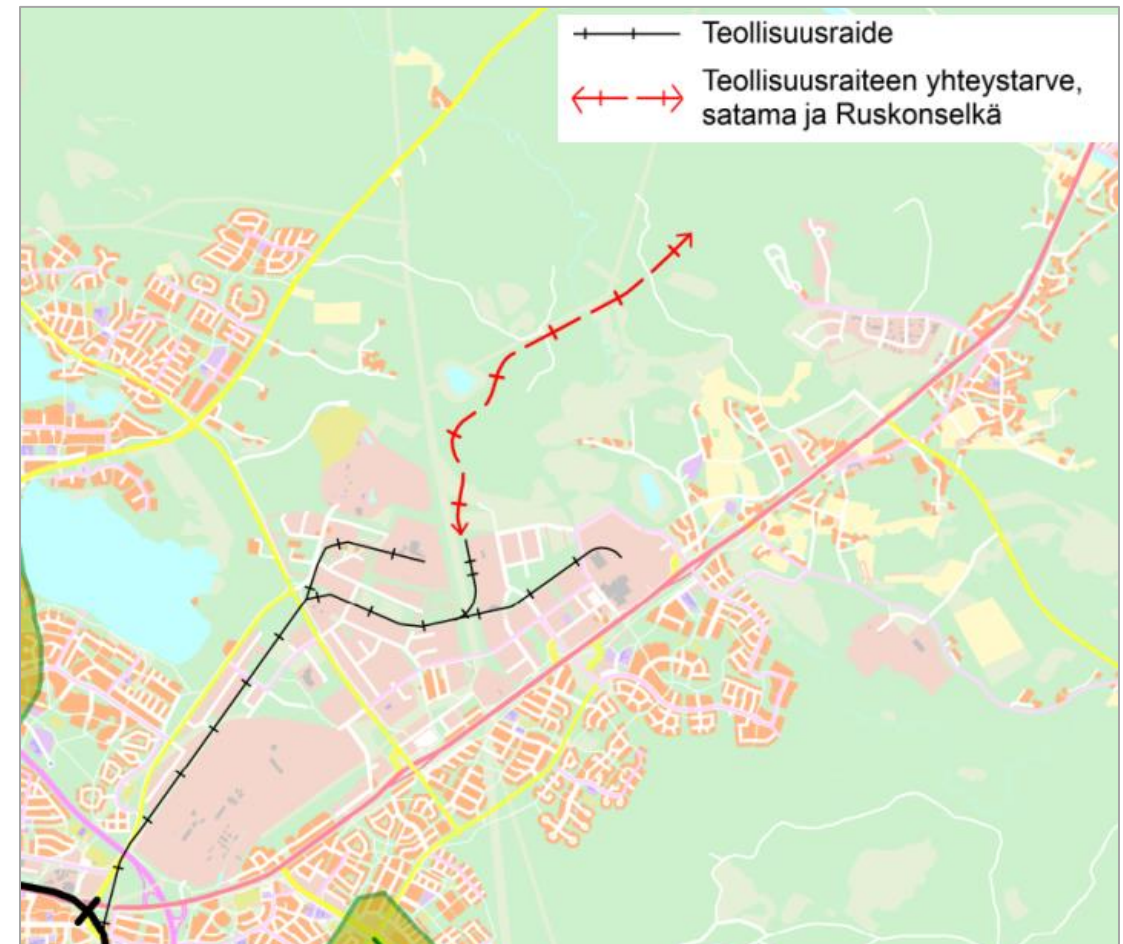 Teollisuusraide
Teollisuusraiteen yhteystarve,
satama ja Ruskonselkä